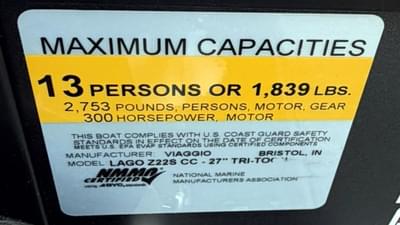 MAXIMUM CAPACITIES
13 PERSONS OR 1,839 LBS.
2,753 POUNDS, PERSONS, MOTOR, GEAR
300 HORSEPOWER, MOTOR
THIS BOAT COMPLIES WITH U.S. COAST GUARD SAFETY
STANDARDS IN EFFECT ON THE DATE OF CERTIFICATION
MEETS U.S. EPA EVAP STANDARDS USING CERTIFIED COMPONENTS
MANUFACTURER: VIAGGIO BRISTOL, IN
MODEL: LAGO Z22S CC - 27" TRI-TOO
NMMA
CERTIFIED
using ABYC
NATIONAL MARINE
MANUFACTURERS ASSOCIATION